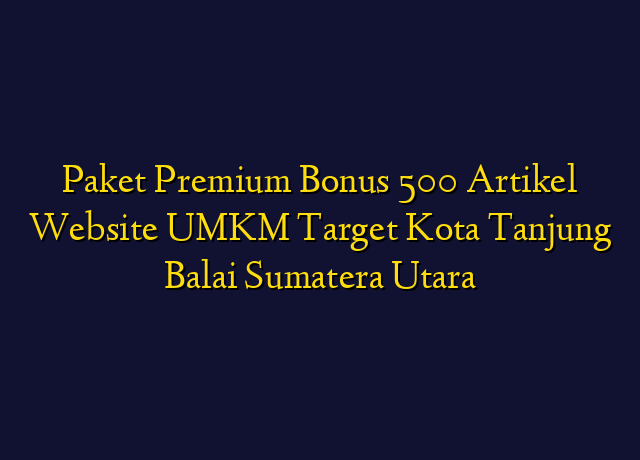 Paket Premium Bonus 500 Artikel
Website UMKM Target Kota Tanjung
Balai Sumatera Utara